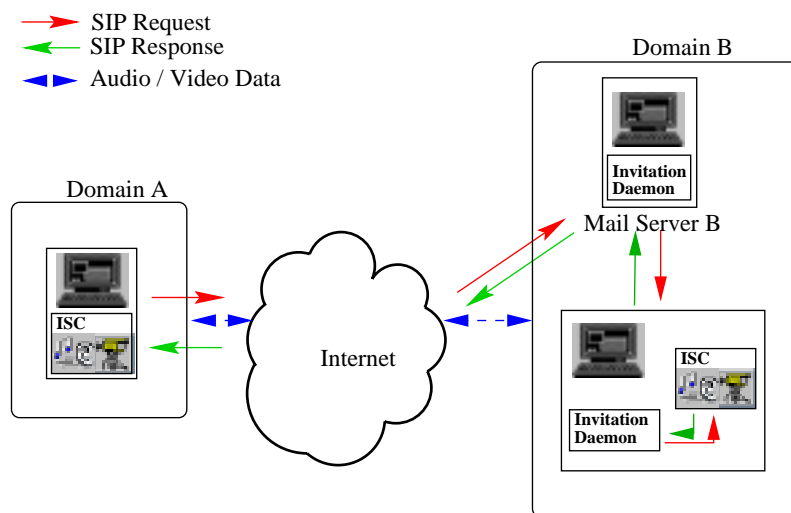 SIP Request
SIP Response
Audio / Video Data
Domain B
Invitation
Daemon
Mail Server B
Domain A
ISC
Internet
ISC
Invitation
Daemon